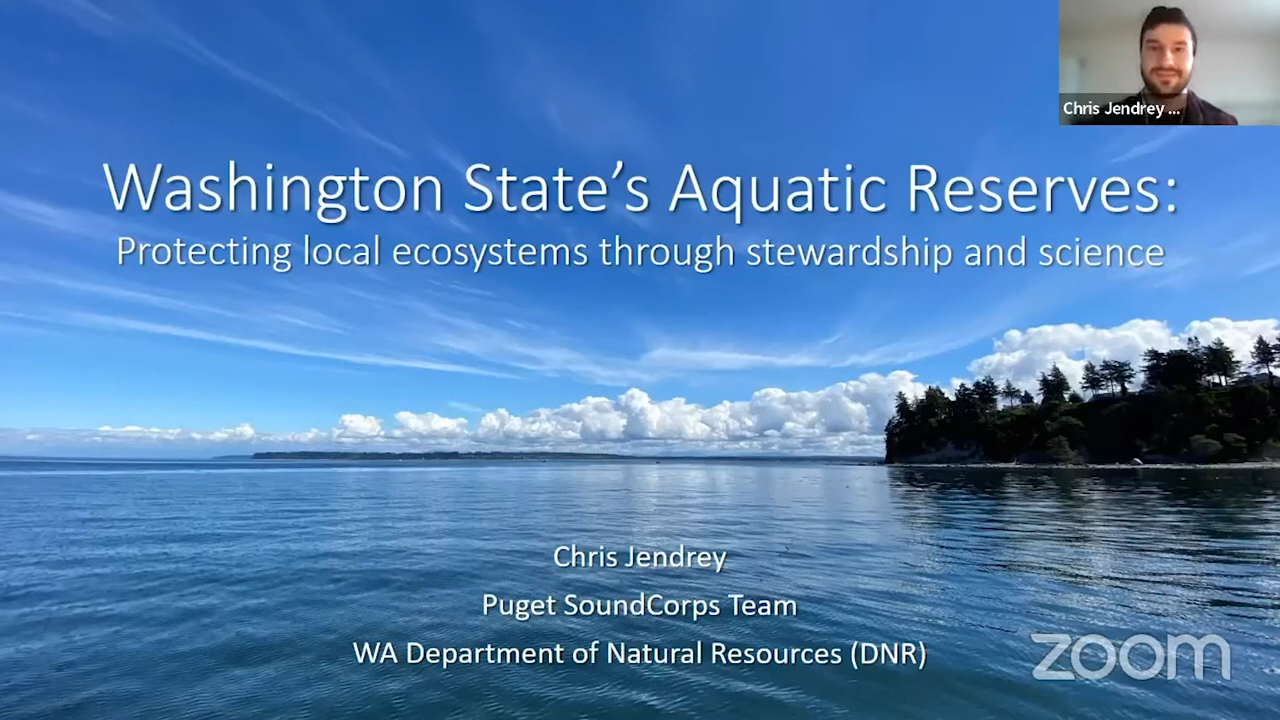 Chris Jendrey ...
Washington State’s Aquatic Reserves:
Protecting local ecosystems through stewardship and science
Chris Jendrey
Puget SoundCorps Team
WA Department of Natural Resources (DNR)
zoom